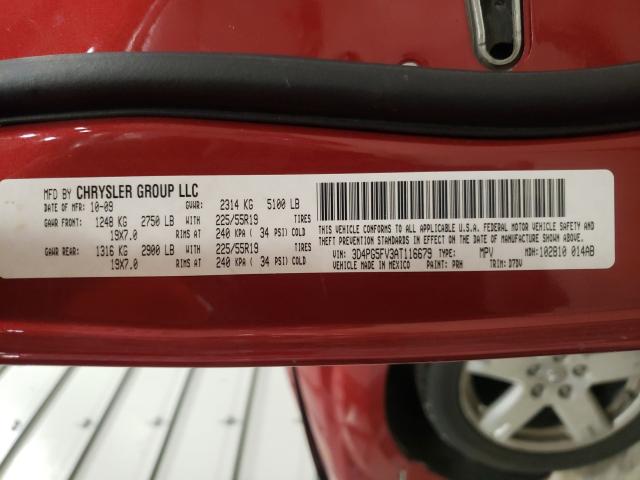 MFD BY CHRYSLER GROUP LLC
DATE OF MFR: 10-09 GVWR: 2314 KG 5100 LB
GAWR FRONT: 1248 KG 2750 LB WITH 225/55R19 TIRES
19X7.0 RIMS AT 240 KPA ( 34 PSI) COLD
GAWR REAR: 1316 KG 2900 LB WITH 225/55R19 TIRES
19X7.0 RIMS AT 240 KPA ( 34 PSI) COLD
THIS VEHICLE CONFORMS TO ALL APPLICABLE U.S.A. FEDERAL MOTOR VEHICLE SAFETY AND
THEFT PREVENTION STANDARDS IN EFFECT ON THE DATE OF MANUFACTURE SHOWN ABOVE.
VIN: 3D4PG5FV3AT116679 TYPE: MPV MDH:102810 014AB
VEHICLE MADE IN MEXICO PAINT: PRH TRIM: D7DV